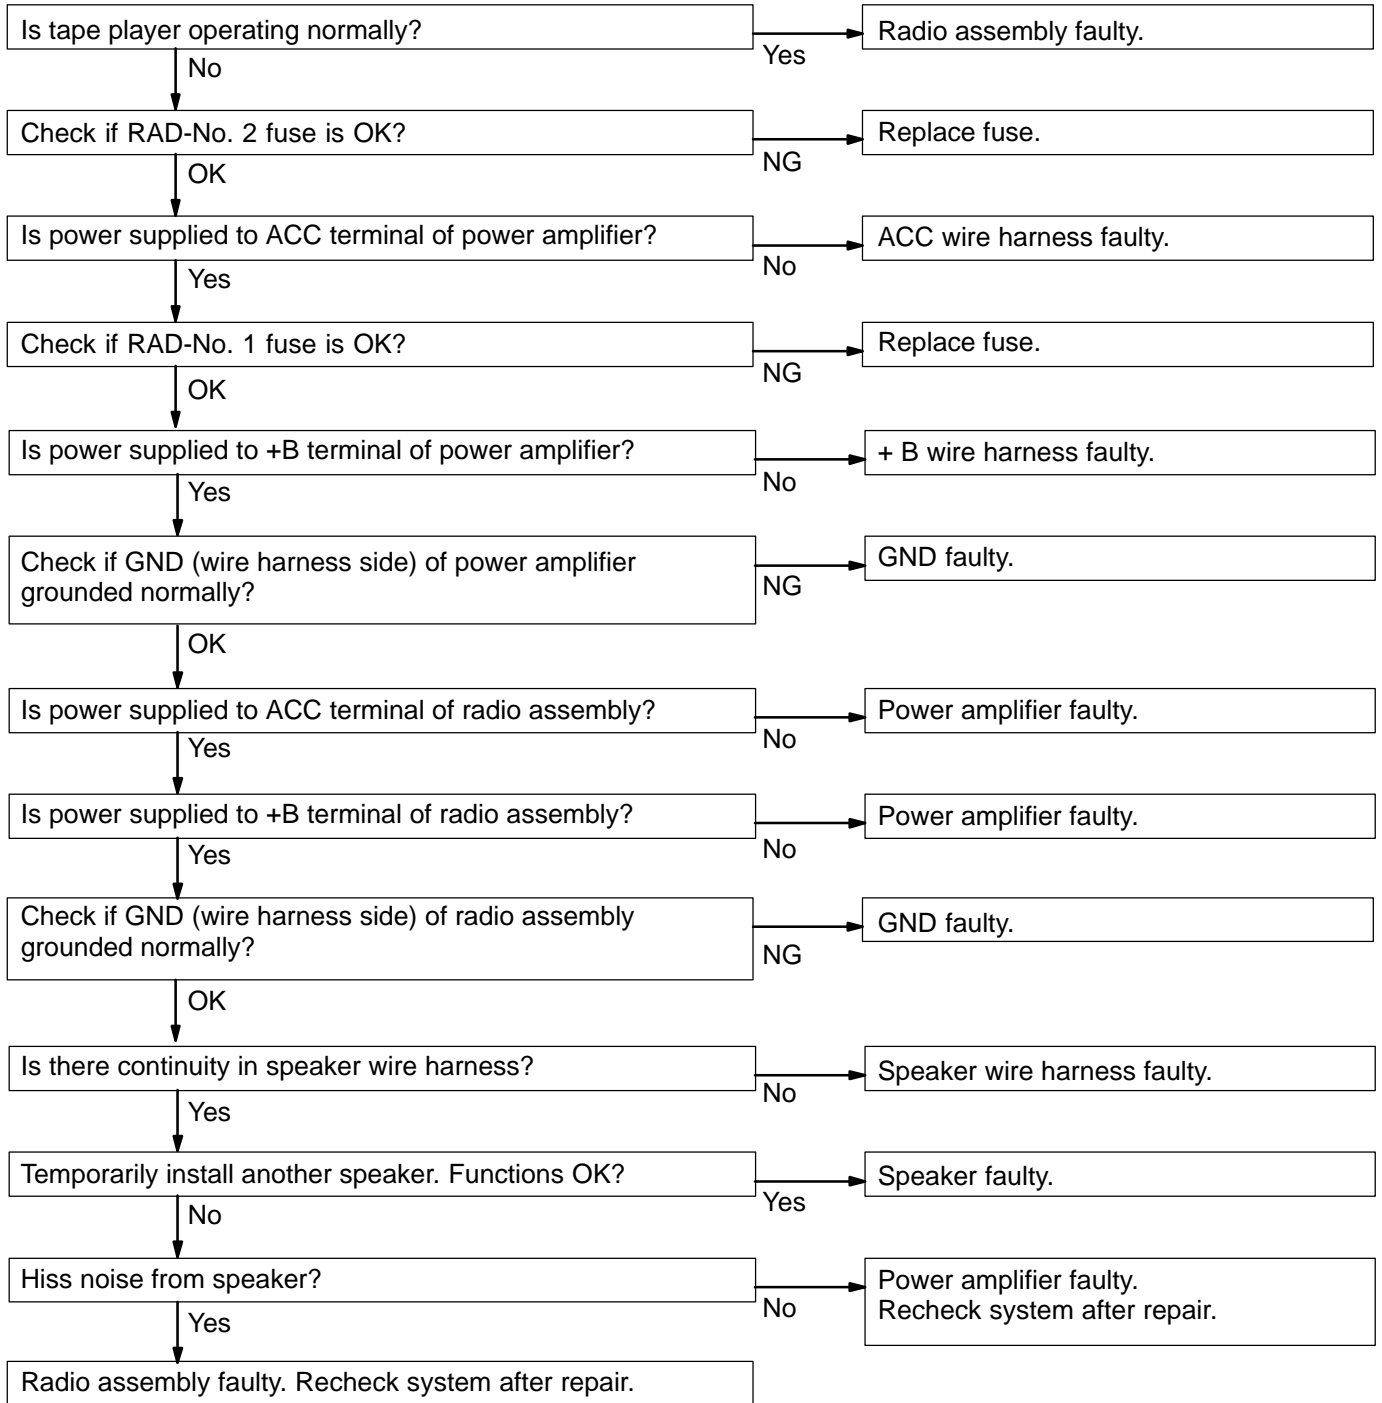 Is tape player operating normally?
Yes
Radio assembly faulty.
No
Check if RAD-No. 2 fuse is OK?
NG
Replace fuse.
OK
Is power supplied to ACC terminal of power amplifier?
No
ACC wire harness faulty.
Yes
Check if RAD-No. 1 fuse is OK?
NG
Replace fuse.
OK
Is power supplied to +B terminal of power amplifier?
No
+ B wire harness faulty.
Yes
Check if GND (wire harness side) of power amplifier
grounded normally?
NG
GND faulty.
OK
Is power supplied to ACC terminal of radio assembly?
No
Power amplifier faulty.
Yes
Is power supplied to +B terminal of radio assembly?
No
Power amplifier faulty.
Yes
Check if GND (wire harness side) of radio assembly
grounded normally?
NG
GND faulty.
OK
Is there continuity in speaker wire harness?
No
Speaker wire harness faulty.
Yes
Temporarily install another speaker. Functions OK?
Yes
Speaker faulty.
No
Hiss noise from speaker?
No
Power amplifier faulty.
Recheck system after repair.
Yes
Radio assembly faulty. Recheck system after repair.